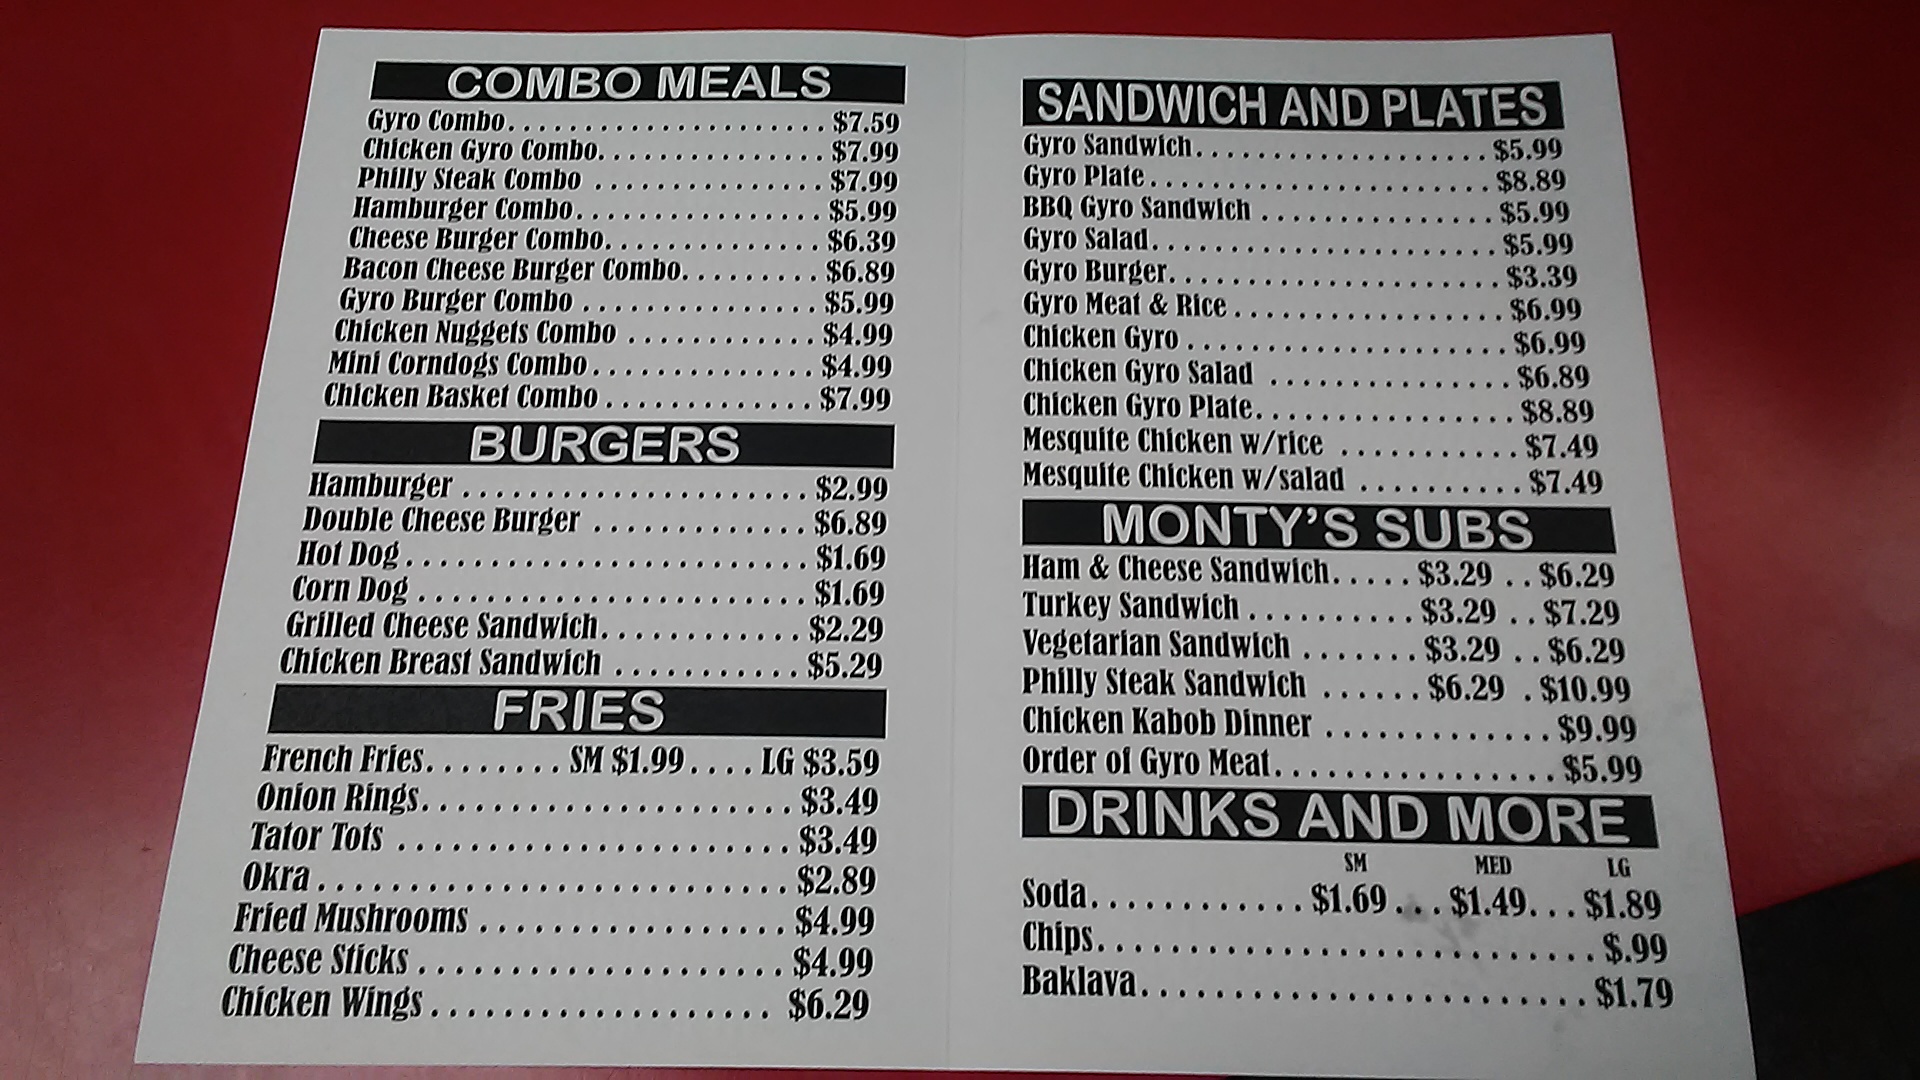 COMBO MEALS
Gyro Combo. . . . . . . . . . . . . . . . . . . . . $7.59
Chicken Gyro Combo. . . . . . . . . . . . . . . $7.99
Philly Steak Combo . . . . . . . . . . . . . . . $7.99
Hamburger Combo. . . . . . . . . . . . . . . . $5.99
Cheese Burger Combo. . . . . . . . . . . . . . $6.39
Bacon Cheese Burger Combo. . . . . . . . . $6.89
Gyro Burger Combo . . . . . . . . . . . . . . . $5.99
Chicken Nuggets Combo . . . . . . . . . . . . $4.99
Mini Corndogs Combo. . . . . . . . . . . . . . $4.99
Chicken Basket Combo . . . . . . . . . . . . . $7.99
BURGERS
Hamburger . . . . . . . . . . . . . . . . . . . . . . $2.99
Double Cheese Burger . . . . . . . . . . . . . $6.89
Hot Dog. . . . . . . . . . . . . . . . . . . . . . . . . $1.69
Corn Dog . . . . . . . . . . . . . . . . . . . . . . . . $1.69
Grilled Cheese Sandwich. . . . . . . . . . . . $2.29
Chicken Breast Sandwich . . . . . . . . . . . $5.29
FRIES
French Fries. . . . . . . . SM $1.99 . . . . LG $3.59
Onion Rings. . . . . . . . . . . . . . . . . . . . . . $3.49
Tator Tots . . . . . . . . . . . . . . . . . . . . . . . $3.49
Okra . . . . . . . . . . . . . . . . . . . . . . . . . . . $2.89
Fried Mushrooms . . . . . . . . . . . . . . . . . $4.99
Cheese Sticks . . . . . . . . . . . . . . . . . . . . $4.99
Chicken Wings . . . . . . . . . . . . . . . . . . . $6.29
SANDWICH AND PLATES
Gyro Sandwich. . . . . . . . . . . . . . . . . . . $5.99
Gyro Plate . . . . . . . . . . . . . . . . . . . . . . $8.89
BBQ Gyro Sandwich . . . . . . . . . . . . . . . $5.99
Gyro Salad. . . . . . . . . . . . . . . . . . . . . . $5.99
Gyro Burger. . . . . . . . . . . . . . . . . . . . . $3.39
Gyro Meat & Rice . . . . . . . . . . . . . . . . . $6.99
Chicken Gyro . . . . . . . . . . . . . . . . . . . . $6.99
Chicken Gyro Salad . . . . . . . . . . . . . . . $6.89
Chicken Gyro Plate. . . . . . . . . . . . . . . . $8.89
Mesquite Chicken w/rice . . . . . . . . . . . $7.49
Mesquite Chicken w/salad . . . . . . . . . . $7.49
MONTY'S SUBS
Ham & Cheese Sandwich. . . . . $3.29 . . $6.29
Turkey Sandwich . . . . . . . . . . $3.29 . . $7.29
Vegetarian Sandwich . . . . . . . $3.29 . . $6.29
Philly Steak Sandwich . . . . . . $6.29 . $10.99
Chicken Kabob Dinner . . . . . . . . . . . . . $9.99
Order of Gyro Meat. . . . . . . . . . . . . . . . $5.99
DRINKS AND MORE
SM MED LG
Soda. . . . . . . . . . . . $1.69 . . . $1.49. . . $1.89
Chips. . . . . . . . . . . . . . . . . . . . . . . . . . . $.99
Baklava. . . . . . . . . . . . . . . . . . . . . . . . $1.79